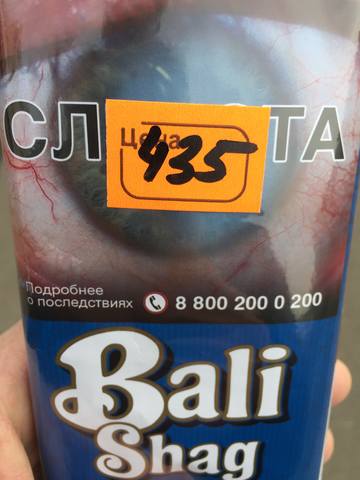 СЛ ТА
Цена
435
Подробнее
о последствиях 8 800 200 0 200
Bali
Shag